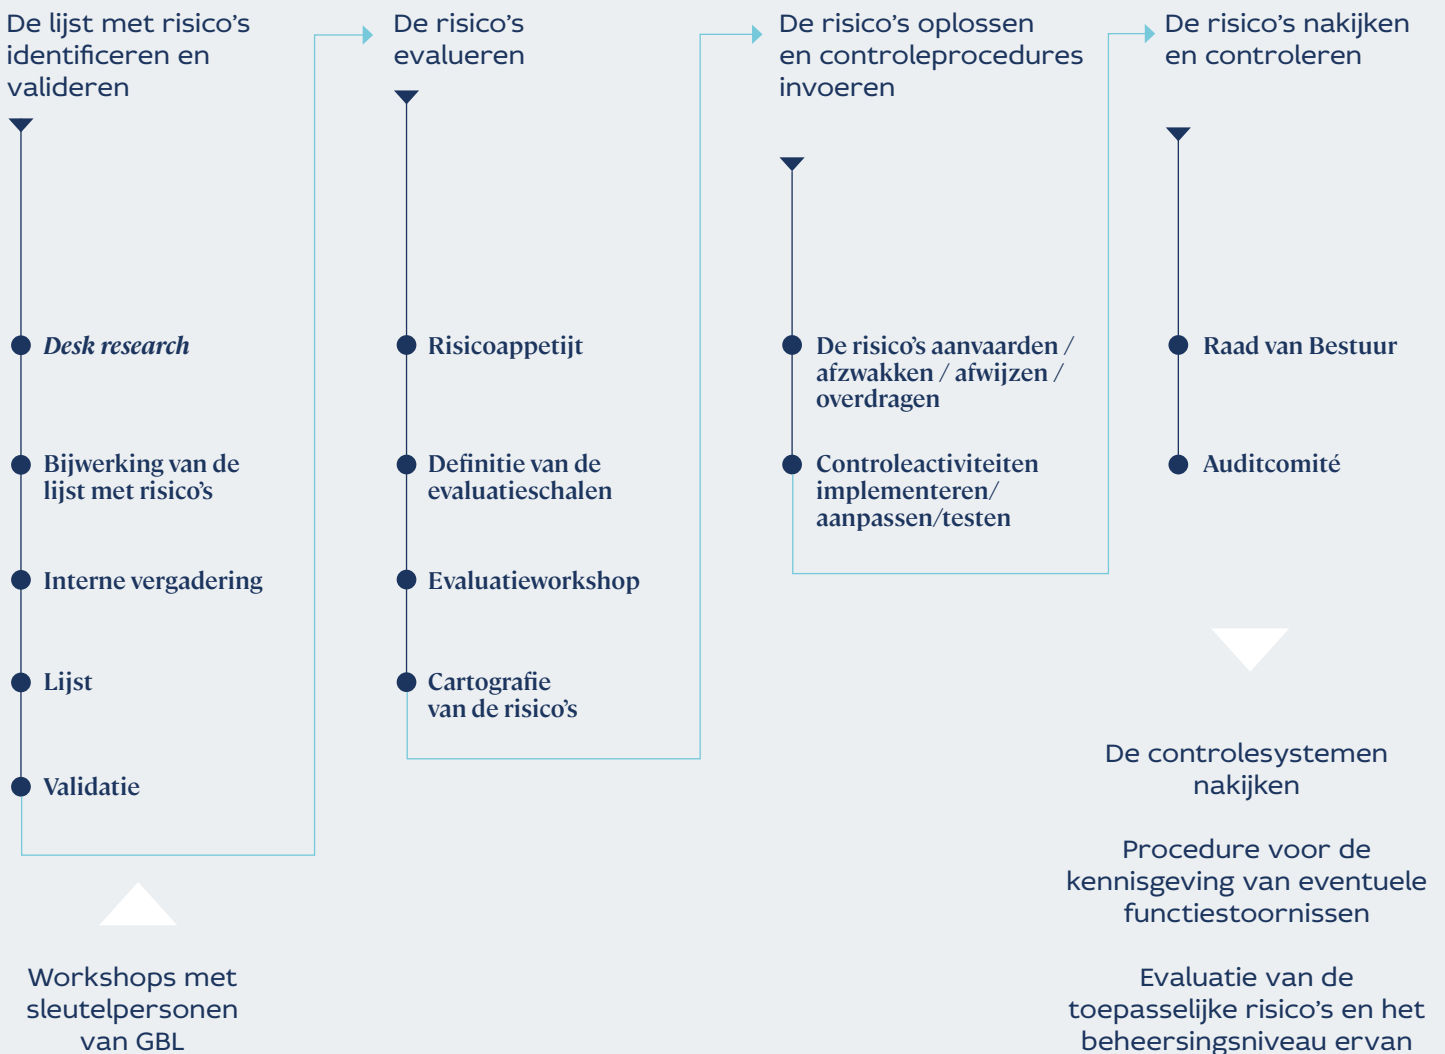 De lijst met risico’s
identificeren en
valideren
Desk research
Bijwerking van de
lijst met risico’s
Interne vergadering
Lijst
Validatie
Workshops met
sleutelpersonen
van GBL
De risico’s
evalueren
Risicoappetijt
Definitie van de
evaluatieschalen
Evaluatieworkshop
Cartografie
van de risico’s
De risico’s oplossen
en controleprocedures
invoeren
De risico’s aanvaarden /
afzwakken / afwijzen /
overdragen
Controleactiviteiten
implementeren/
aanpassen/testen
De risico’s nakijken
en controleren
Raad van Bestuur
Auditcomité
De controlesystemen
nakijken
Procedure voor de
kennisgeving van eventuele
functiestoornissen
Evaluatie van de
toepasselijke risico’s en het
beheersingsniveau ervan